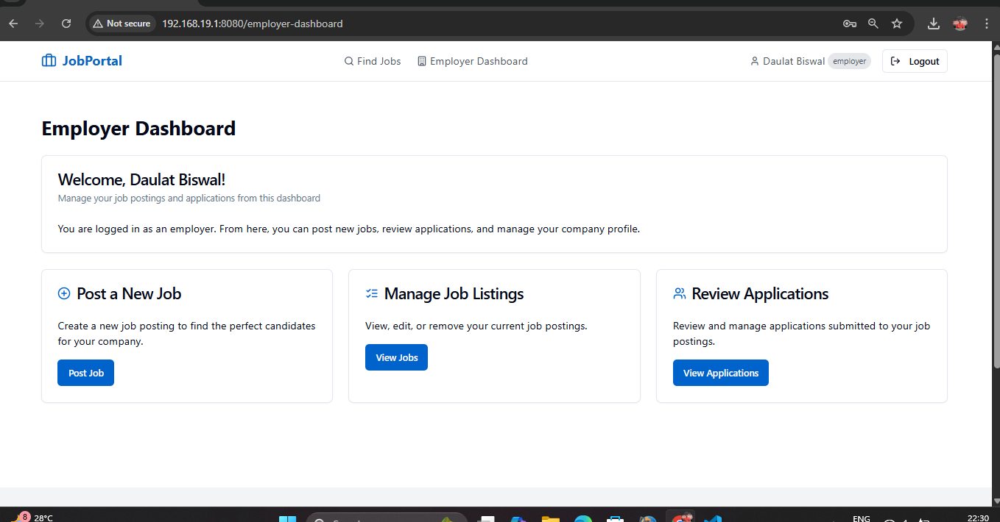 Not secure 192.168.19.1:8080/employer-dashboard
JobPortal
Find Jobs
Employer Dashboard
Daulat Biswal employer
Logout
Employer Dashboard
Welcome, Daulat Biswal!
Manage your job postings and applications from this dashboard
You are logged in as an employer. From here, you can post new jobs, review applications, and manage your company profile.
Post a New Job
Create a new job posting to find the perfect candidates
for your company.
Post Job
Manage Job Listings
View, edit, or remove your current job postings.
View Jobs
Review Applications
Review and manage applications submitted to your job
postings.
View Applications
8
28°C
ENG
22:30